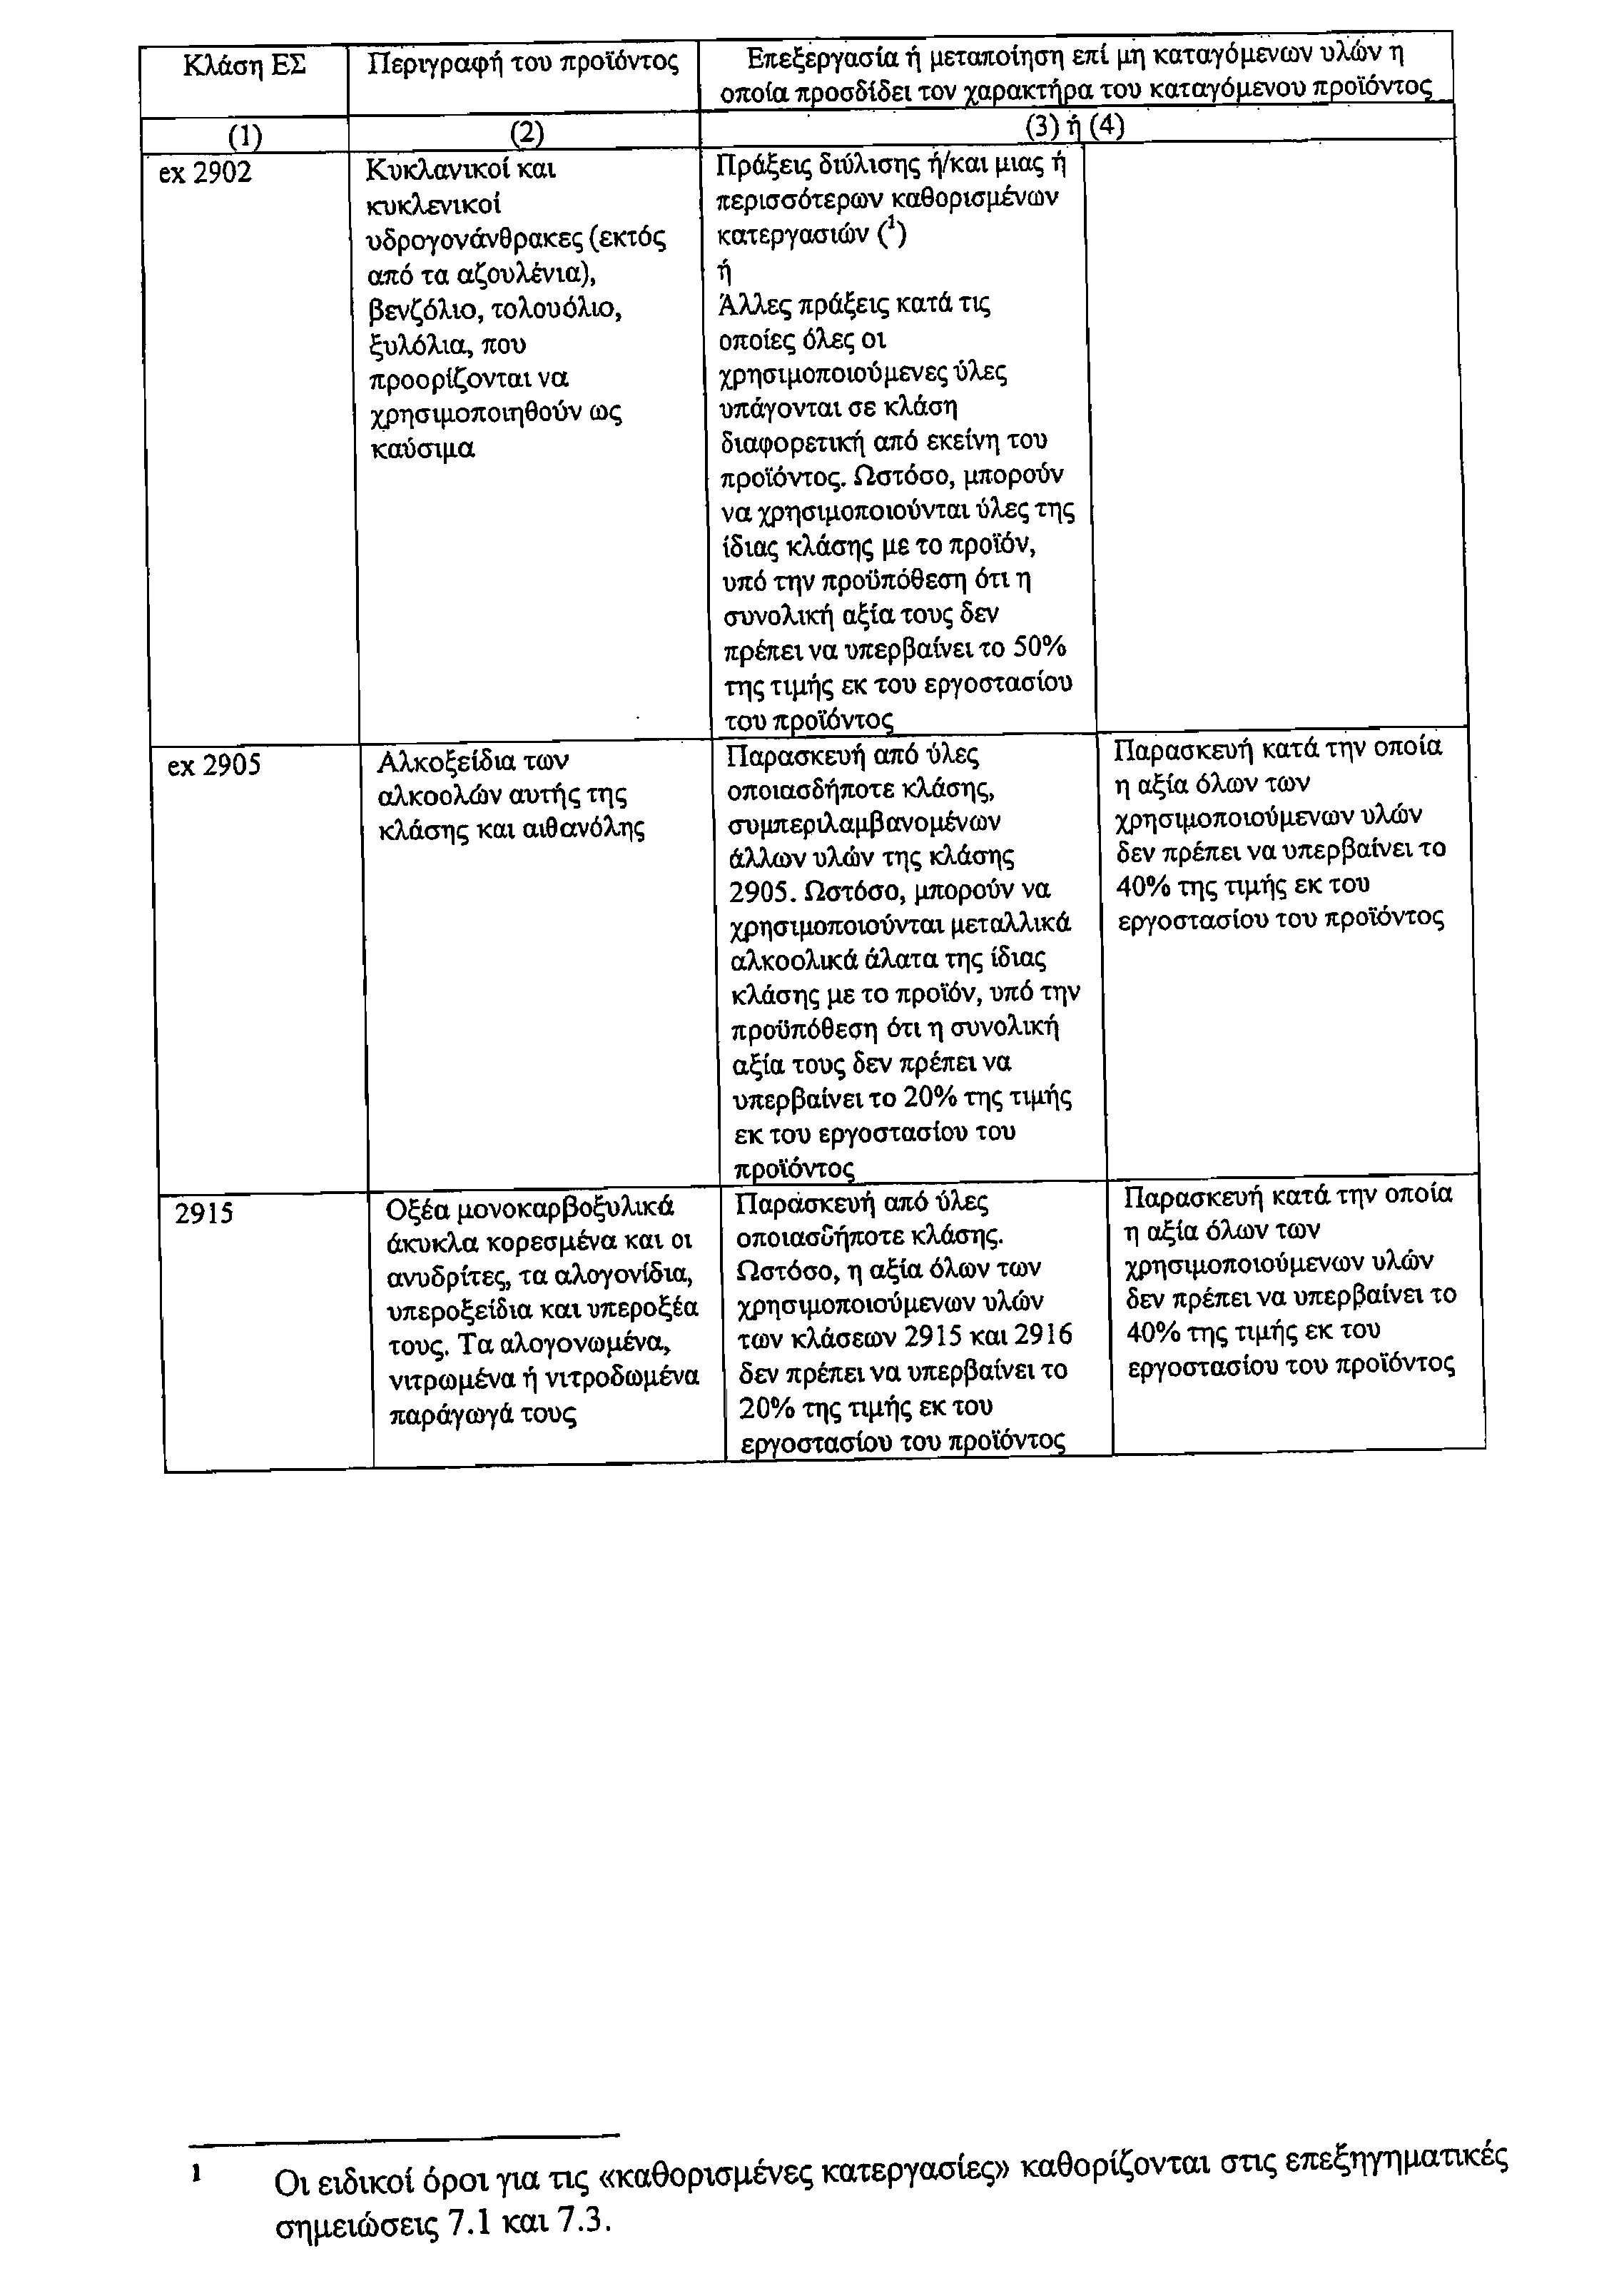 Κλάση ΕΣ
Περιγραφή του προϊόντος
Επεξεργασία ή μεταποίηση επί μη καταγόμενων υλών η
οποία προσδίδει τον χαρακτήρα του καταγόμενου προϊόντος
(1)
(2)
(3) ή (4)
ex 2902
Κυκλανικοί και
κυκλενικοί
υδρογονάνθρακες (εκτός
από τα αζουλένια),
βενζόλιο, τολουόλιο,
ξυλόλια, που
προορίζονται να
χρησιμοποιηθούν ως
καύσιμα
Πράξεις διύλισης ή/και μιας ή
περισσότερων καθορισμένων
κατεργασιών (¹)
ή
Άλλες πράξεις κατά τις
οποίες όλες οι
χρησιμοποιούμενες ύλες
υπάγονται σε κλάση
διαφορετική από εκείνη του
προϊόντος. Ωστόσο, μπορούν
να χρησιμοποιούνται ύλες της
ίδιας κλάσης με το προϊόν,
υπό την προϋπόθεση ότι η
συνολική αξία τους δεν
πρέπει να υπερβαίνει το 50%
της τιμής εκ του εργοστασίου
του προϊόντος
ex 2905
Αλκοξείδια των
αλκοολών αυτής της
κλάσης και αιθανόλης
Παρασκευή από ύλες
οποιασδήποτε κλάσης,
συμπεριλαμβανομένων
άλλων υλών της κλάσης
2905. Ωστόσο, μπορούν να
χρησιμοποιούνται μεταλλικά
αλκοολικά άλατα της ίδιας
κλάσης με το προϊόν, υπό την
προϋπόθεση ότι η συνολική
αξία τους δεν πρέπει να
υπερβαίνει το 20% της τιμής
εκ του εργοστασίου του
προϊόντος
Παρασκευή κατά την οποία
η αξία όλων των
χρησιμοποιούμενων υλών
δεν πρέπει να υπερβαίνει το
40% της τιμής εκ του
εργοστασίου του προϊόντος
2915
Οξέα μονοκαρβοξυλικά
άκυκλα κορεσμένα και οι
ανυδρίτες, τα αλογονίδια,
υπεροξείδια και υπεροξέα
τους. Τα αλογονωμένα,
νιτρωμένα ή νιτροδωμένα
παράγωγά τους
Παρασκευή από ύλες
οποιασδήποτε κλάσης.
Ωστόσο, η αξία όλων των
χρησιμοποιούμενων υλών
των κλάσεων 2915 και 2916
δεν πρέπει να υπερβαίνει το
20% της τιμής εκ του
εργοστασίου του προϊόντος
Παρασκευή κατά την οποία
η αξία όλων των
χρησιμοποιούμενων υλών
δεν πρέπει να υπερβαίνει το
40% της τιμής εκ του
εργοστασίου του προϊόντος
1 Οι ειδικοί όροι για τις «καθορισμένες κατεργασίες» καθορίζονται στις επεξηγηματικές
σημειώσεις 7.1 και 7.3.